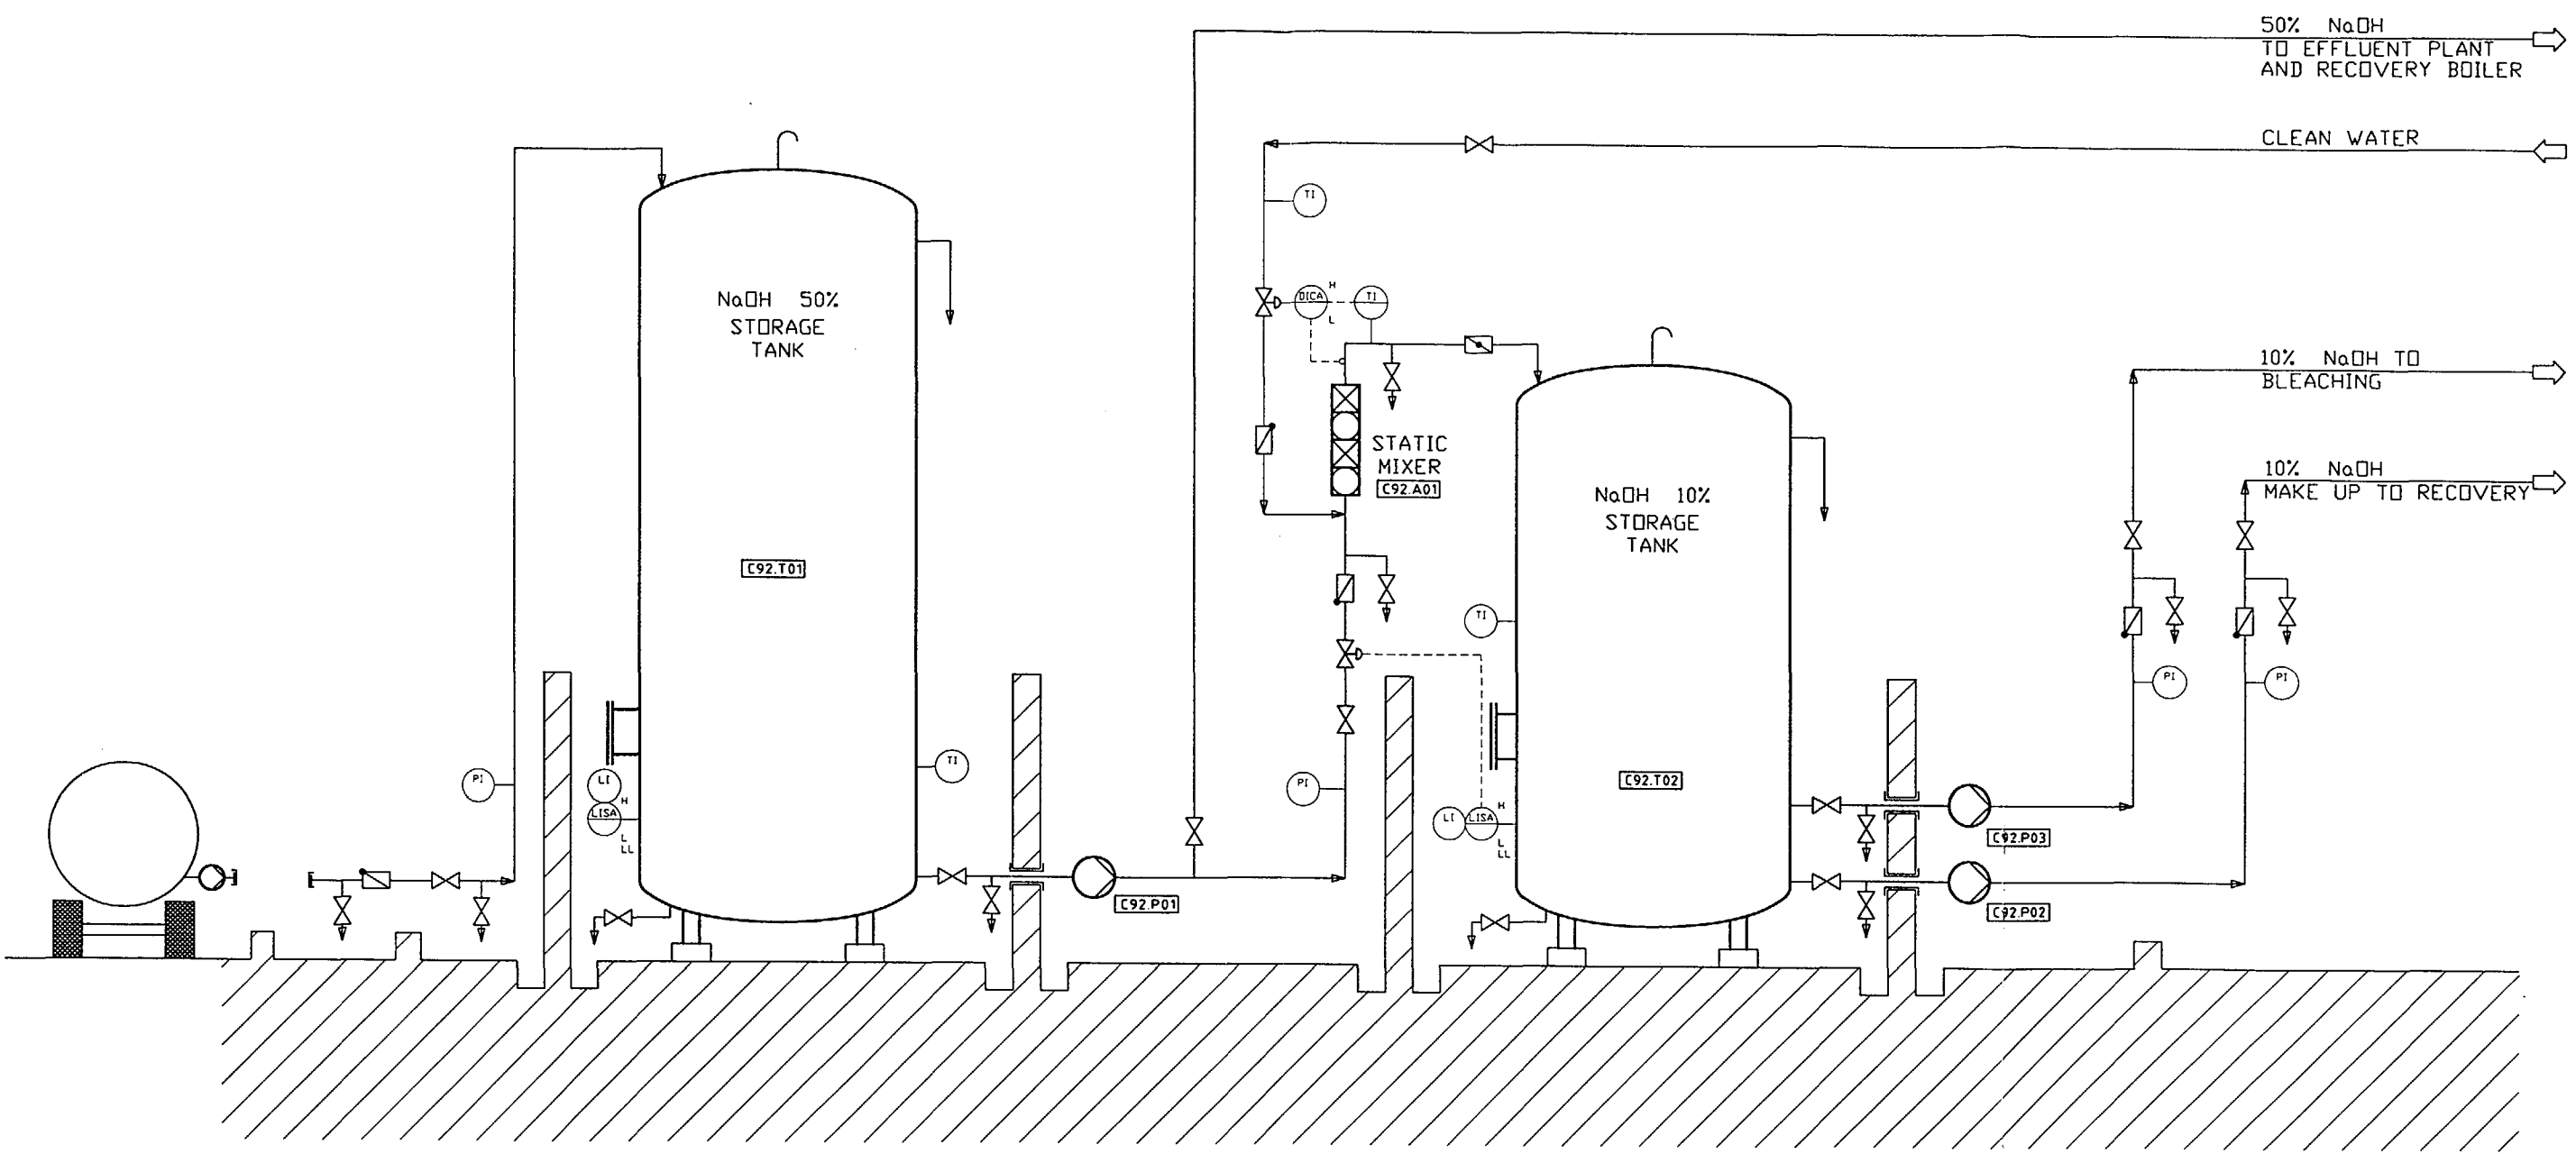 50% NaOH
TO EFFLUENT PLANT
AND RECOVERY BOILER
CLEAN WATER
TI
NaOH 50%
STORAGE
TANK
DICA
H
L
TI
10% NaOH TO
BLEACHING
STATIC
MIXER
C92.A01
10% NaOH
MAKE UP TO RECOVERY
NaOH 10%
STORAGE
TANK
C92.T01
TI
PI
PI
PI
LI
H
LISA
L
LL
TI
PI
C92.T02
LI
LISA
H
L
LL
C92.P03
C92.P01
C92.P02